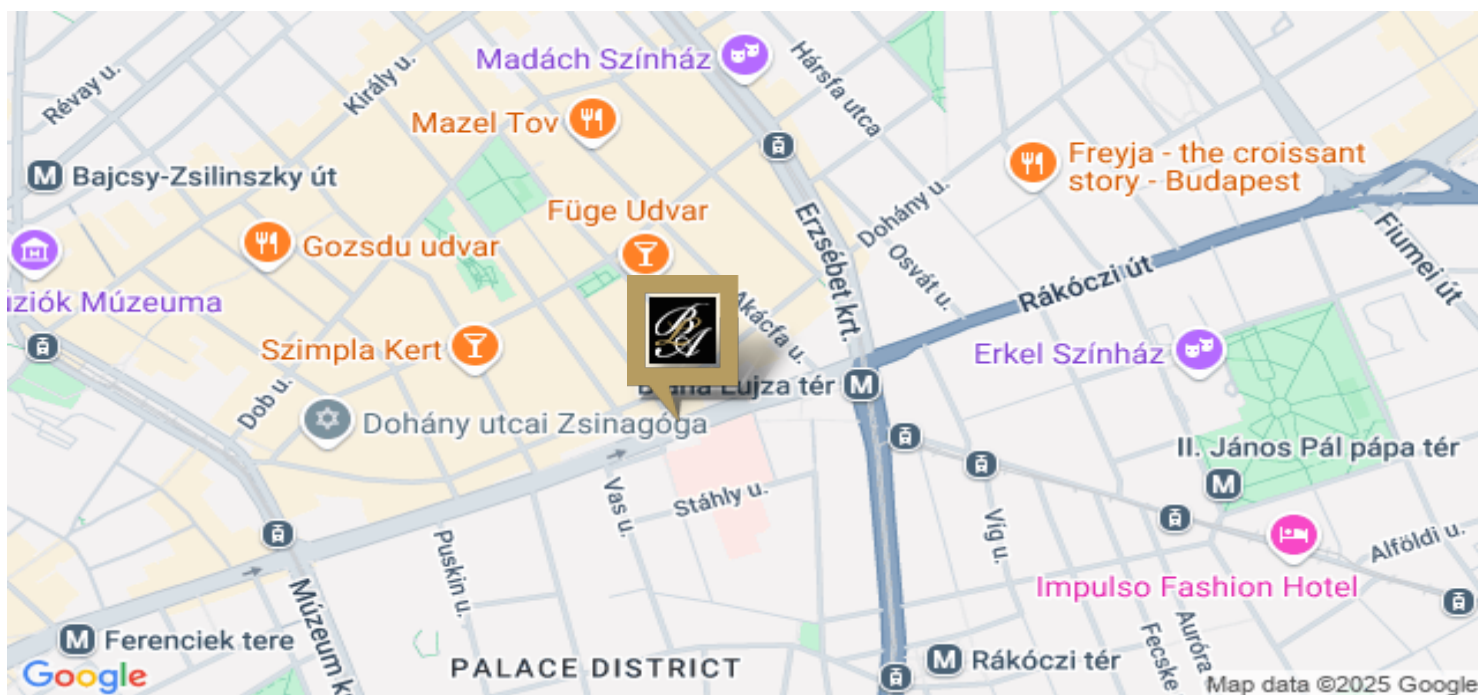 Madách Színház
Hársfa utca
Révay u.
Király u.
Mazel Tov
Freyja - the croissant
story - Budapest
M Bajcsy-Zsilinszky út
Füge Udvar
Dohány u.
Erzsébet krt.
Fiumei út
Gozsdu udvar
Osvát u.
Rákóczi út
ziók Múzeuma
Akácfa u.
Szimpla Kert
Erkel Színház
Lujza tér M
Dob u.
Dohány utcai Zsinagóga
II. János Pál pápa tér
M
Vas u.
Stáhly u.
Víg u.
Puskin u.
Alföldi u.
Impulso Fashion Hotel
Múzeum k
M Ferenciek tere
Fecske
Auróra
PALACE DISTRICT
M Rákóczi tér
Google
Map data ©2025 Google